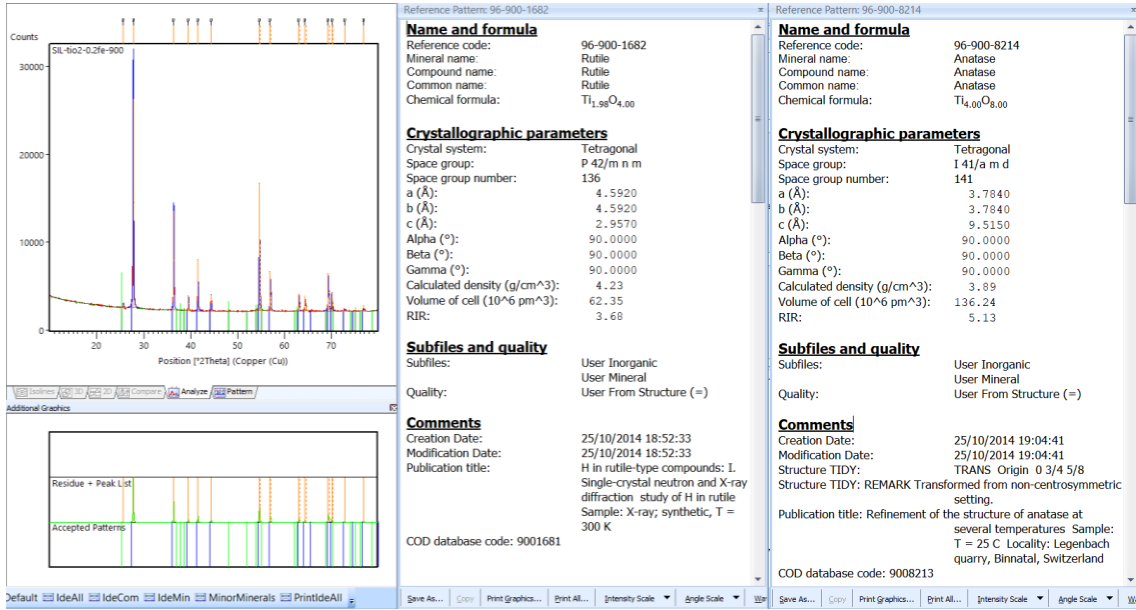 Counts
SIL-tio2-0.2fe-900
30000
20000
10000
0
20 30 40 50 60 70
Position [°2Theta] (Copper (Cu))
Isolines 3D 2D Compare Analyze Pattern
Additional Graphics
Residue + Peak List
Accepted Patterns
Default IdeAll IdeCom IdeMin MinorMinerals PrintIdeAll
Reference Pattern: 96-900-1682
Name and formula
Reference code: 96-900-1682
Mineral name: Rutile
Compound name: Rutile
Common name: Rutile
Chemical formula: Ti1.98O4.00
Crystallographic parameters
Crystal system: Tetragonal
Space group: P 42/m n m
Space group number: 136
a (Å): 4.5920
b (Å): 4.5920
c (Å): 2.9570
Alpha (°): 90.0000
Beta (°): 90.0000
Gamma (°): 90.0000
Calculated density (g/cm^3): 4.23
Volume of cell (10^6 pm^3): 62.35
RIR: 3.68
Subfiles and quality
Subfiles: User Inorganic
User Mineral
Quality: User From Structure (=)
Comments
Creation Date: 25/10/2014 18:52:33
Modification Date: 25/10/2014 18:52:33
Publication title: H in rutile-type compounds: I.
Single-crystal neutron and X-ray
diffraction study of H in rutile
Sample: X-ray; synthetic, T =
300 K
COD database code: 9001681
Save As... Copy Print Graphics... Print All... Intensity Scale Angle Scale Wav
Reference Pattern: 96-900-8214
Name and formula
Reference code: 96-900-8214
Mineral name: Anatase
Compound name: Anatase
Common name: Anatase
Chemical formula: Ti4.00O8.00
Crystallographic parameters
Crystal system: Tetragonal
Space group: I 41/a m d
Space group number: 141
a (Å): 3.7840
b (Å): 3.7840
c (Å): 9.5150
Alpha (°): 90.0000
Beta (°): 90.0000
Gamma (°): 90.0000
Calculated density (g/cm^3): 3.89
Volume of cell (10^6 pm^3): 136.24
RIR: 5.13
Subfiles and quality
Subfiles: User Inorganic
User Mineral
Quality: User From Structure (=)
Comments
Creation Date: 25/10/2014 19:04:41
Modification Date: 25/10/2014 19:04:41
Structure TIDY: TRANS Origin 0 3/4 5/8
Structure TIDY: REMARK Transformed from non-centrosymmetric
setting.
Publication title: Refinement of the structure of anatase at
several temperatures Sample:
T = 25 C Locality: Legenbach
quarry, Binnatal, Switzerland
COD database code: 9008213
Save As... Copy Print Graphics... Print All... Intensity Scale Angle Scale W